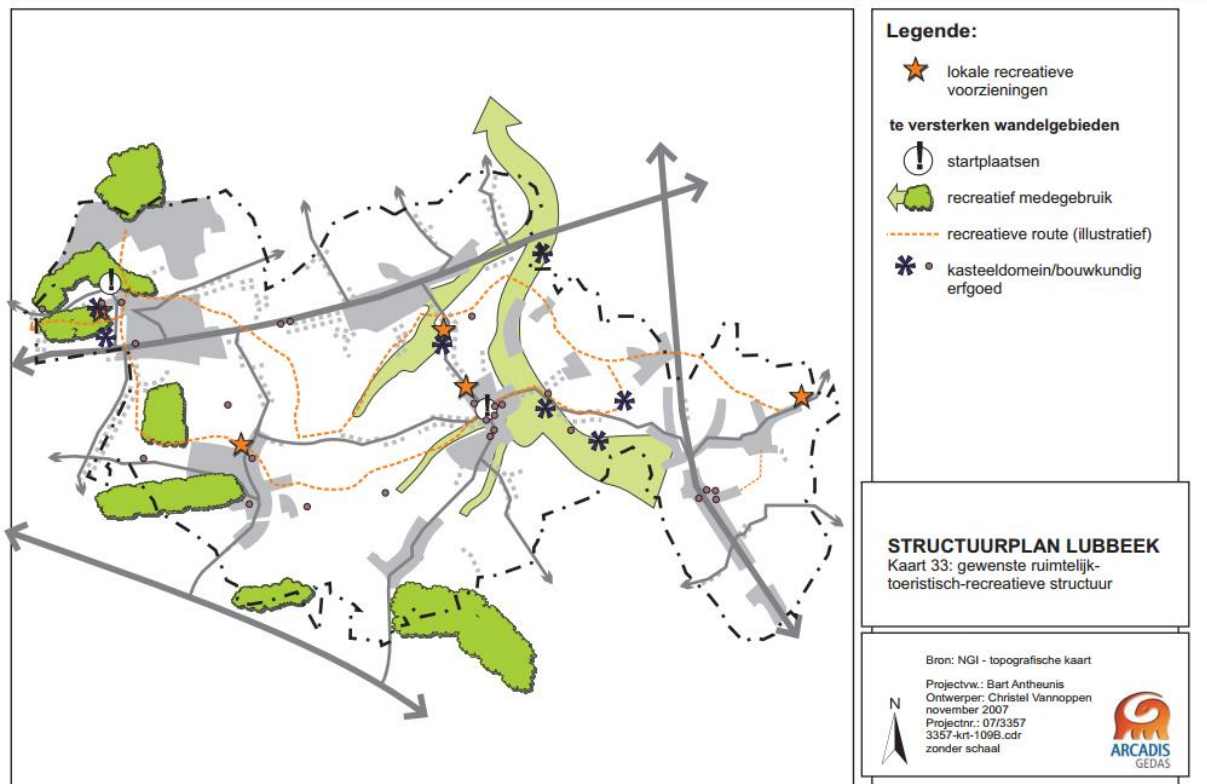 Legende:
lokale recreatieve
voorzieningen
te versterken wandelgebieden
startplaatsen
recreatief medegebruik
recreatieve route (illustratief)
kasteeldomein/bouwkundig
erfgoed
STRUCTUURPLAN LUBBEEK
Kaart 33: gewenste ruimtelijk-
toeristisch-recreatieve structuur
Bron: NGI - topografische kaart
Projectvw.: Bart Antheunis
Ontwerper: Christel Vannoppen
november 2007
Projectnr.: 07/3357
3357-krt-109B.cdr
zonder schaal
N
ARCADIS
GEDAS